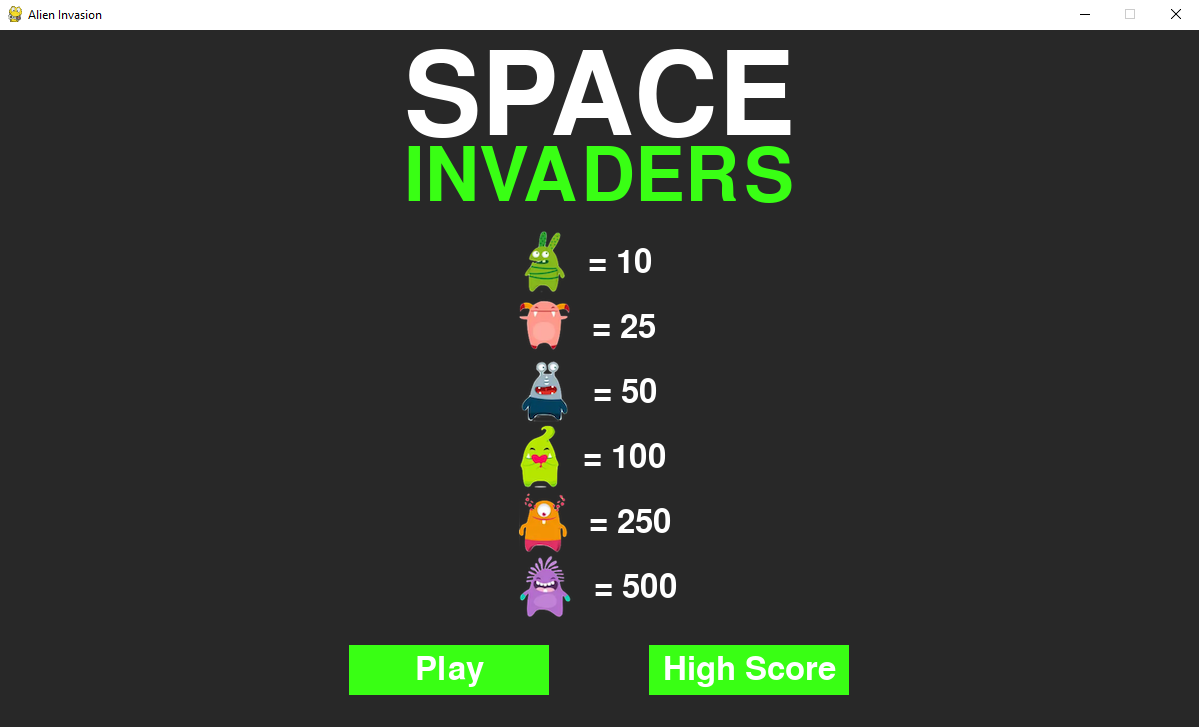 Alien Invasion
SPACE
INVADERS
= 10
= 25
= 50
= 100
= 250
= 500
Play
High Score